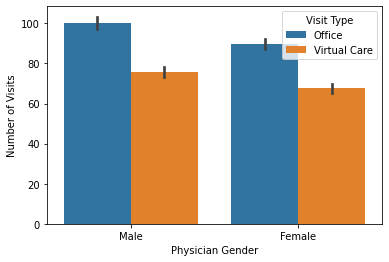 Visit Type
Office
Virtual Care
100
80
60
40
20
0
Number of Visits
Male
Female
Physician Gender